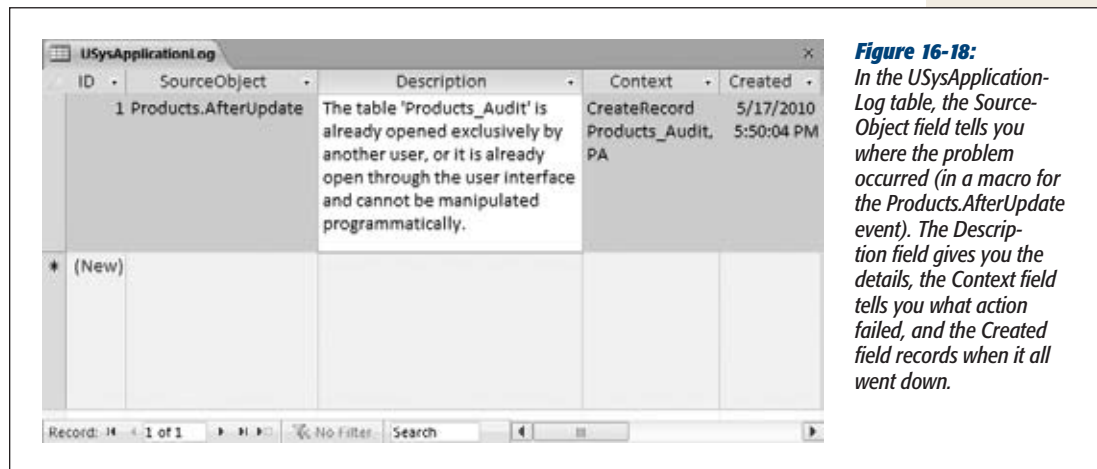 USysApplicationLog
ID SourceObject Description Context Created
1 Products.AfterUpdate The table 'Products_Audit' is CreateRecord 5/17/2010
already opened exclusively by Products_Audit, 5:50:04 PM
another user, or it is already PA
open through the user interface
and cannot be manipulated
programmatically.
(New)
Record: 1 of 1 No Filter Search
Figure 16-18:
In the USysApplication-
Log table, the Source-
Object field tells you
where the problem
occurred (in a macro for
the Products.AfterUpdate
event). The Descrip-
tion field gives you the
details, the Context field
tells you what action
failed, and the Created
field records when it all
went down.